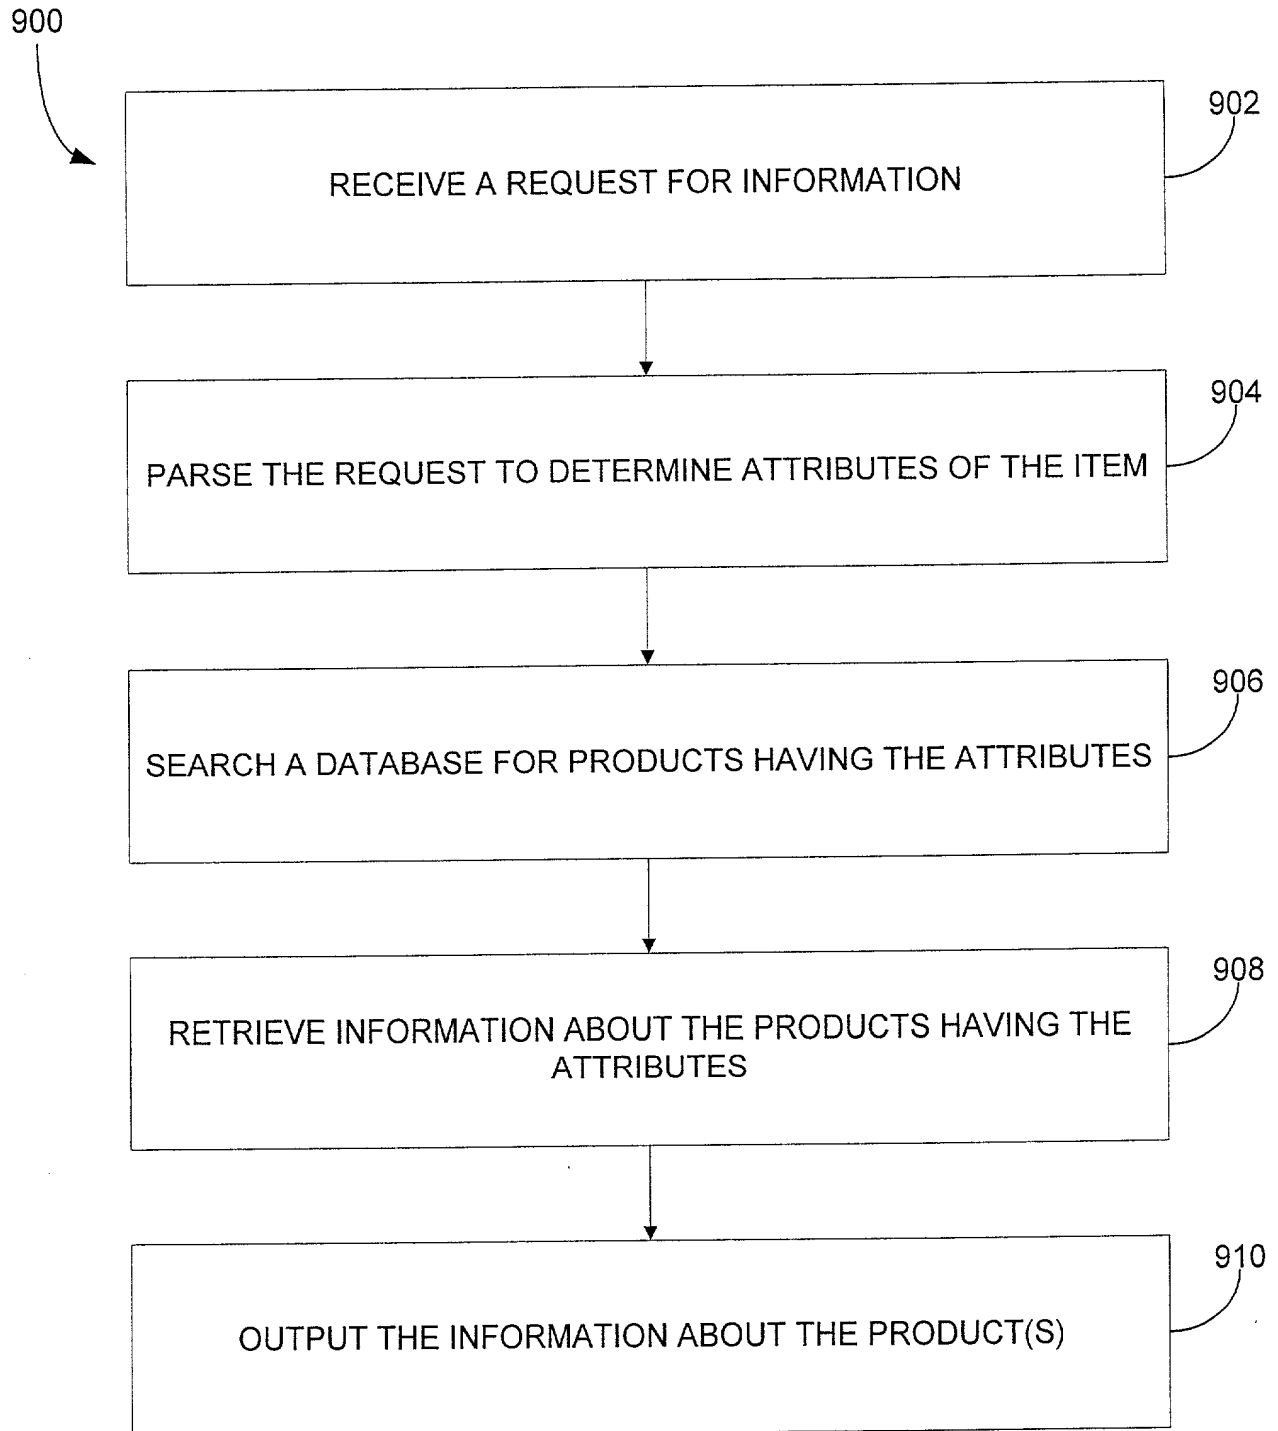 900
902
RECEIVE A REQUEST FOR INFORMATION
904
PARSE THE REQUEST TO DETERMINE ATTRIBUTES OF THE ITEM
906
SEARCH A DATABASE FOR PRODUCTS HAVING THE ATTRIBUTES
908
RETRIEVE INFORMATION ABOUT THE PRODUCTS HAVING THE
ATTRIBUTES
910
OUTPUT THE INFORMATION ABOUT THE PRODUCT(S)